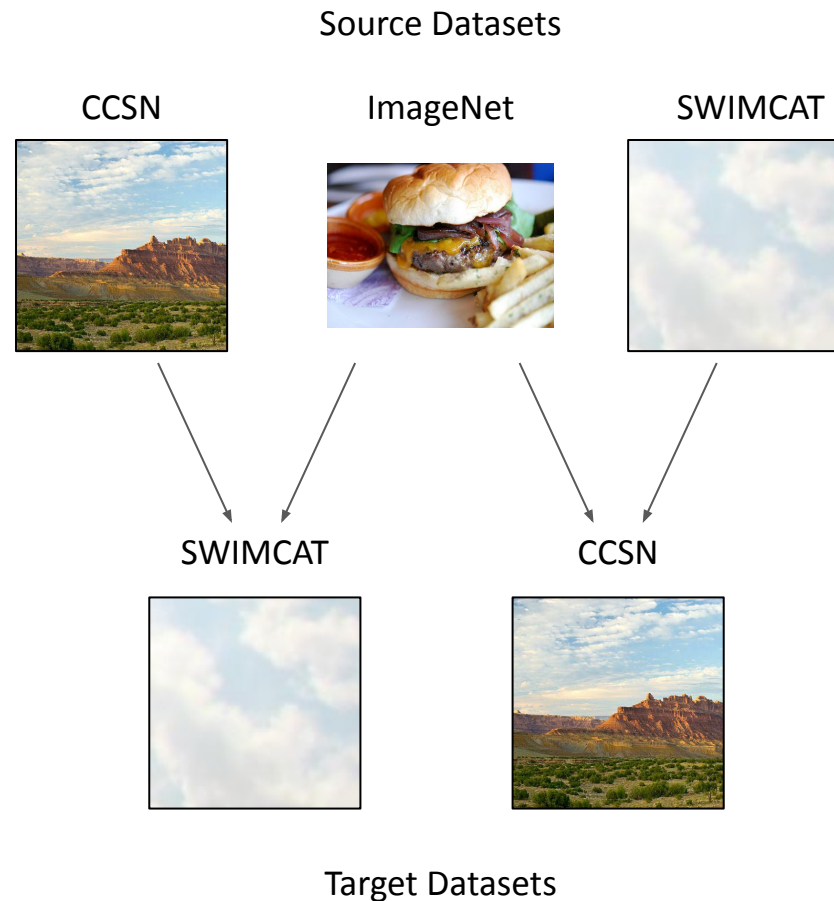 Source Datasets
CCSN
ImageNet
SWIMCAT
SWIMCAT
CCSN
Target Datasets